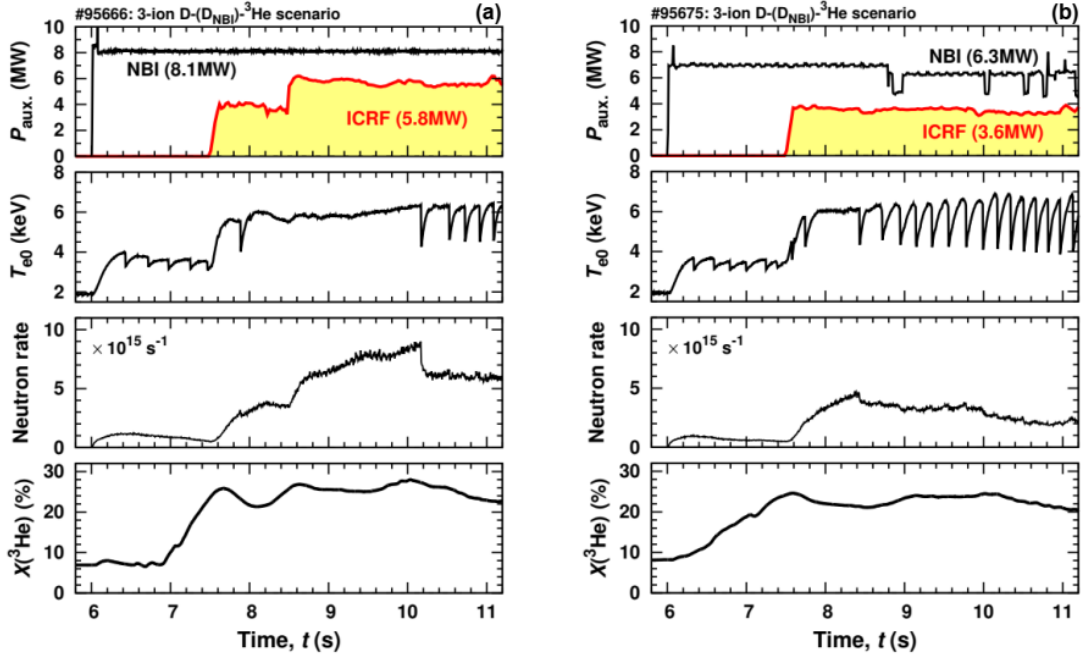 #95666: 3-ion D-(D_NBI)-³He scenario (a)
P_aux. (MW)
10
8
6
4
2
0
NBI (8.1MW)
ICRF (5.8MW)
T_e0 (keV)
8
6
4
2
Neutron rate
10
5
0
× 10¹⁵ s⁻¹
X(³He) (%)
30
20
10
0
6 7 8 9 10 11
Time, t (s)
#95675: 3-ion D-(D_NBI)-³He scenario (b)
P_aux. (MW)
10
8
6
4
2
0
NBI (6.3MW)
ICRF (3.6MW)
T_e0 (keV)
8
6
4
2
Neutron rate
10
5
0
× 10¹⁵ s⁻¹
X(³He) (%)
30
20
10
0
6 7 8 9 10 11
Time, t (s)